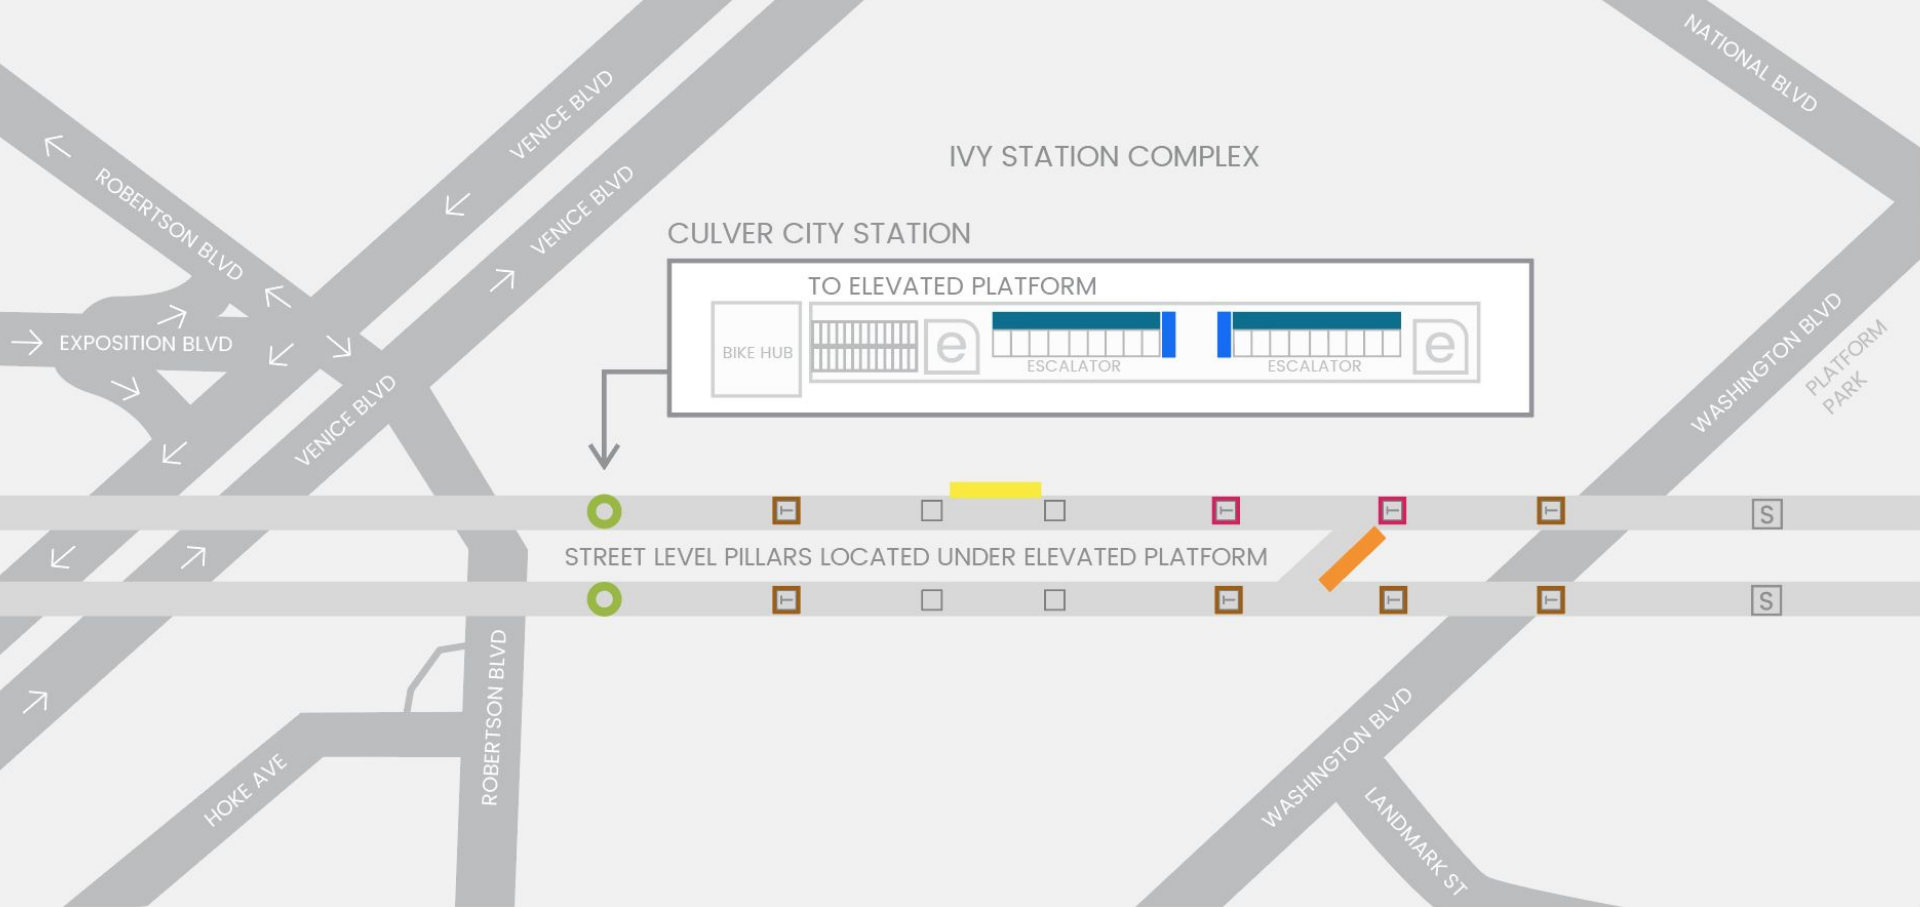 NATIONAL BLVD
VENICE BLVD
IVY STATION COMPLEX
ROBERTSON BLVD
VENICE BLVD
CULVER CITY STATION
TO ELEVATED PLATFORM
EXPOSITION BLVD
BIKE HUB
e
ESCALATOR
ESCALATOR
e
WASHINGTON BLVD
PLATFORM
PARK
VENICE BLVD
T
T
T
T
S
STREET LEVEL PILLARS LOCATED UNDER ELEVATED PLATFORM
T
T
T
T
S
ROBERTSON BLVD
HOKE AVE
WASHINGTON BLVD
LANDMARK ST